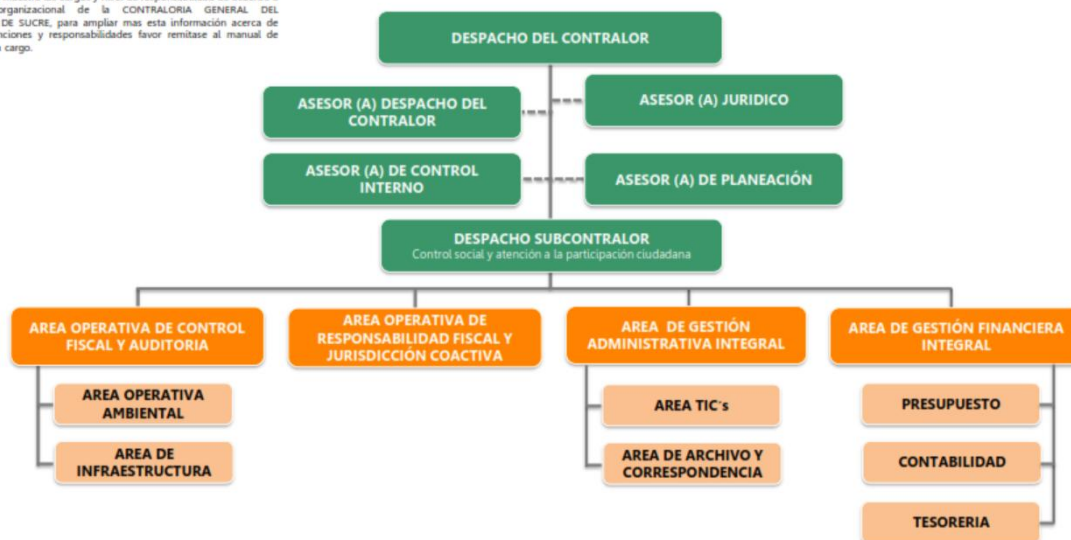 organizacional de la CONTRALORIA GENERAL DEL
DE SUCRE, para ampliar mas esta información acerca de
nciones y responsabilidades favor remitase al manual de
cargo.
DESPACHO DEL CONTRALOR
ASESOR (A) DESPACHO DEL
CONTRALOR
ASESOR (A) JURIDICO
ASESOR (A) DE CONTROL
INTERNO
ASESOR (A) DE PLANEACIÓN
DESPACHO SUBCONTRALOR
Control social y atención a la participación ciudadana
AREA OPERATIVA DE CONTROL
FISCAL Y AUDITORIA
AREA OPERATIVA DE
RESPONSABILIDAD FISCAL Y
JURISDICCIÓN COACTIVA
AREA DE GESTIÓN
ADMINISTRATIVA INTEGRAL
AREA DE GESTIÓN FINANCIERA
INTEGRAL
AREA OPERATIVA
AMBIENTAL
AREA DE
INFRAESTRUCTURA
AREA TIC's
AREA DE ARCHIVO Y
CORRESPONDENCIA
PRESUPUESTO
CONTABILIDAD
TESORERIA